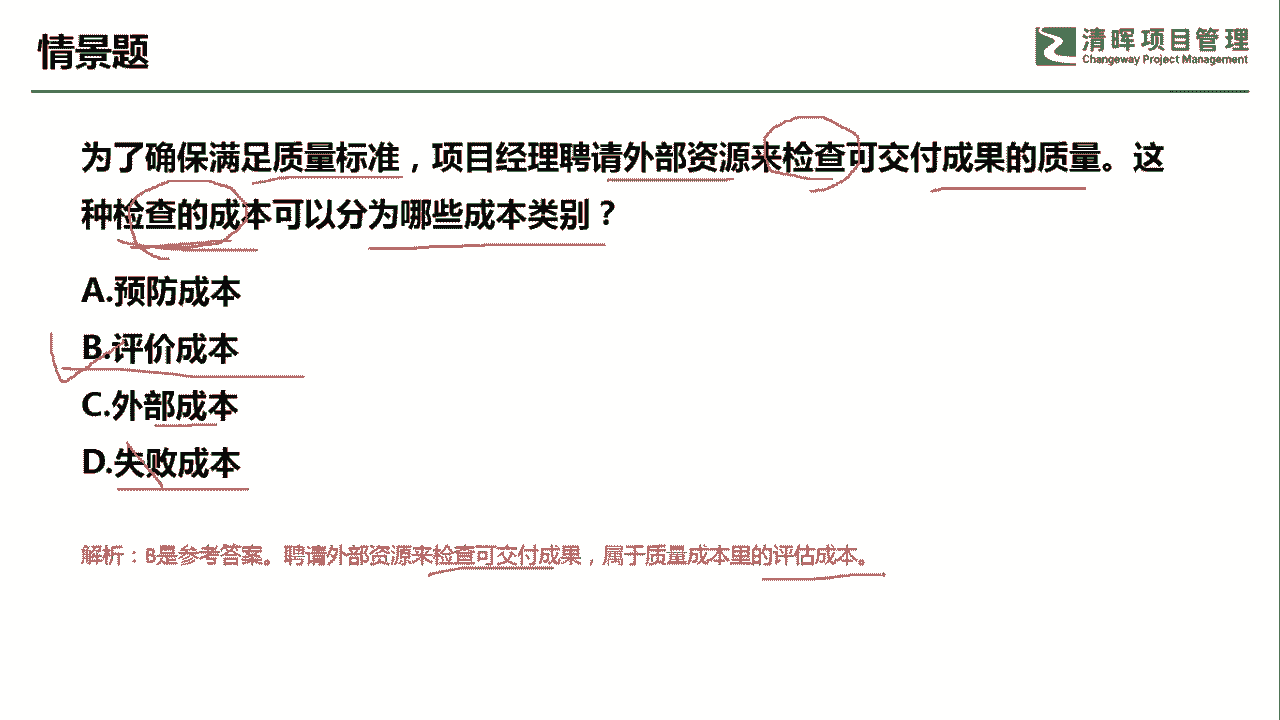 情景题
清晖项目管理
Changeway Project Management
为了确保满足质量标准，项目经理聘请外部资源来检查可交付成果的质量。这
种检查的成本可以分为哪些成本类别？
A.预防成本
B.评价成本
C.外部成本
D.失败成本
解析：B是参考答案。聘请外部资源来检查可交付成果，属于质量成本里的评估成本。